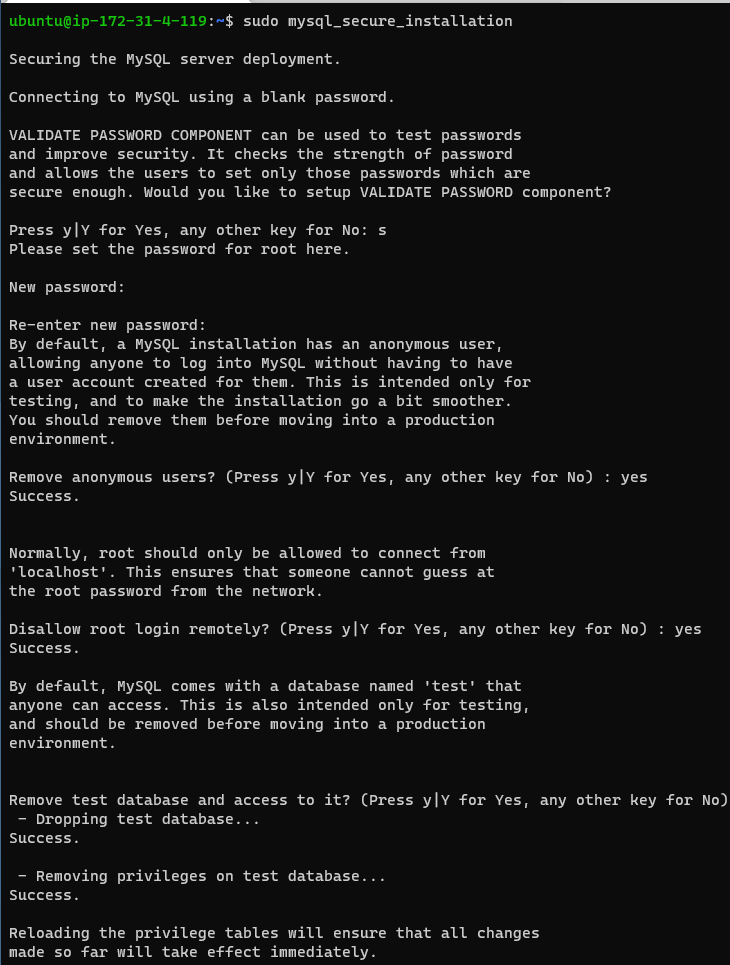 ubuntu@ip-172-31-4-119:~$ sudo mysql_secure_installation
Securing the MySQL server deployment.
Connecting to MySQL using a blank password.
VALIDATE PASSWORD COMPONENT can be used to test passwords
and improve security. It checks the strength of password
and allows the users to set only those passwords which are
secure enough. Would you like to setup VALIDATE PASSWORD component?
Press y|Y for Yes, any other key for No: s
Please set the password for root here.
New password:
Re-enter new password:
By default, a MySQL installation has an anonymous user,
allowing anyone to log into MySQL without having to have
a user account created for them. This is intended only for
testing, and to make the installation go a bit smoother.
You should remove them before moving into a production
environment.
Remove anonymous users? (Press y|Y for Yes, any other key for No) : yes
Success.
Normally, root should only be allowed to connect from
'localhost'. This ensures that someone cannot guess at
the root password from the network.
Disallow root login remotely? (Press y|Y for Yes, any other key for No) : yes
Success.
By default, MySQL comes with a database named 'test' that
anyone can access. This is also intended only for testing,
and should be removed before moving into a production
environment.
Remove test database and access to it? (Press y|Y for Yes, any other key for No)
- Dropping test database...
Success.
- Removing privileges on test database...
Success.
Reloading the privilege tables will ensure that all changes
made so far will take effect immediately.